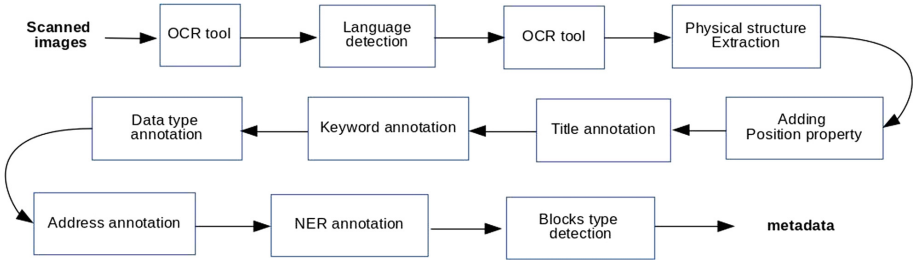 Scanned
images
OCR tool
Language
detection
OCR tool
Physical structure
Extraction
Adding
Position property
Title annotation
Keyword annotation
Data type
annotation
Address annotation
NER annotation
Blocks type
detection
metadata